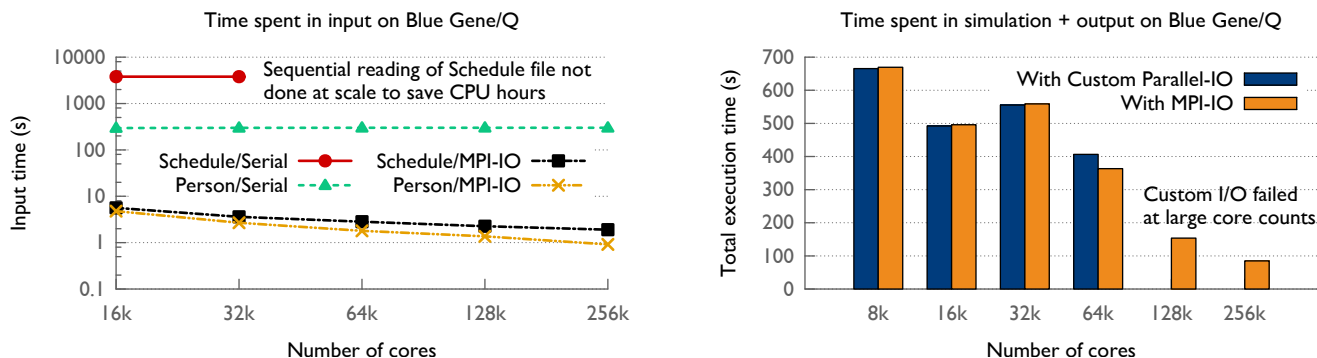 Time spent in input on Blue Gene/Q
Input time (s)
10000
1000
100
10
1
0.1
Sequential reading of Schedule file not
done at scale to save CPU hours
Schedule/Serial
Person/Serial
Schedule/MPI-IO
Person/MPI-IO
16k
32k
64k
128k
256k
Number of cores
Time spent in simulation + output on Blue Gene/Q
Total execution time (s)
700
600
500
400
300
200
100
0
With Custom Parallel-IO
With MPI-IO
Custom I/O failed
at large core counts
8k
16k
32k
64k
128k
256k
Number of cores